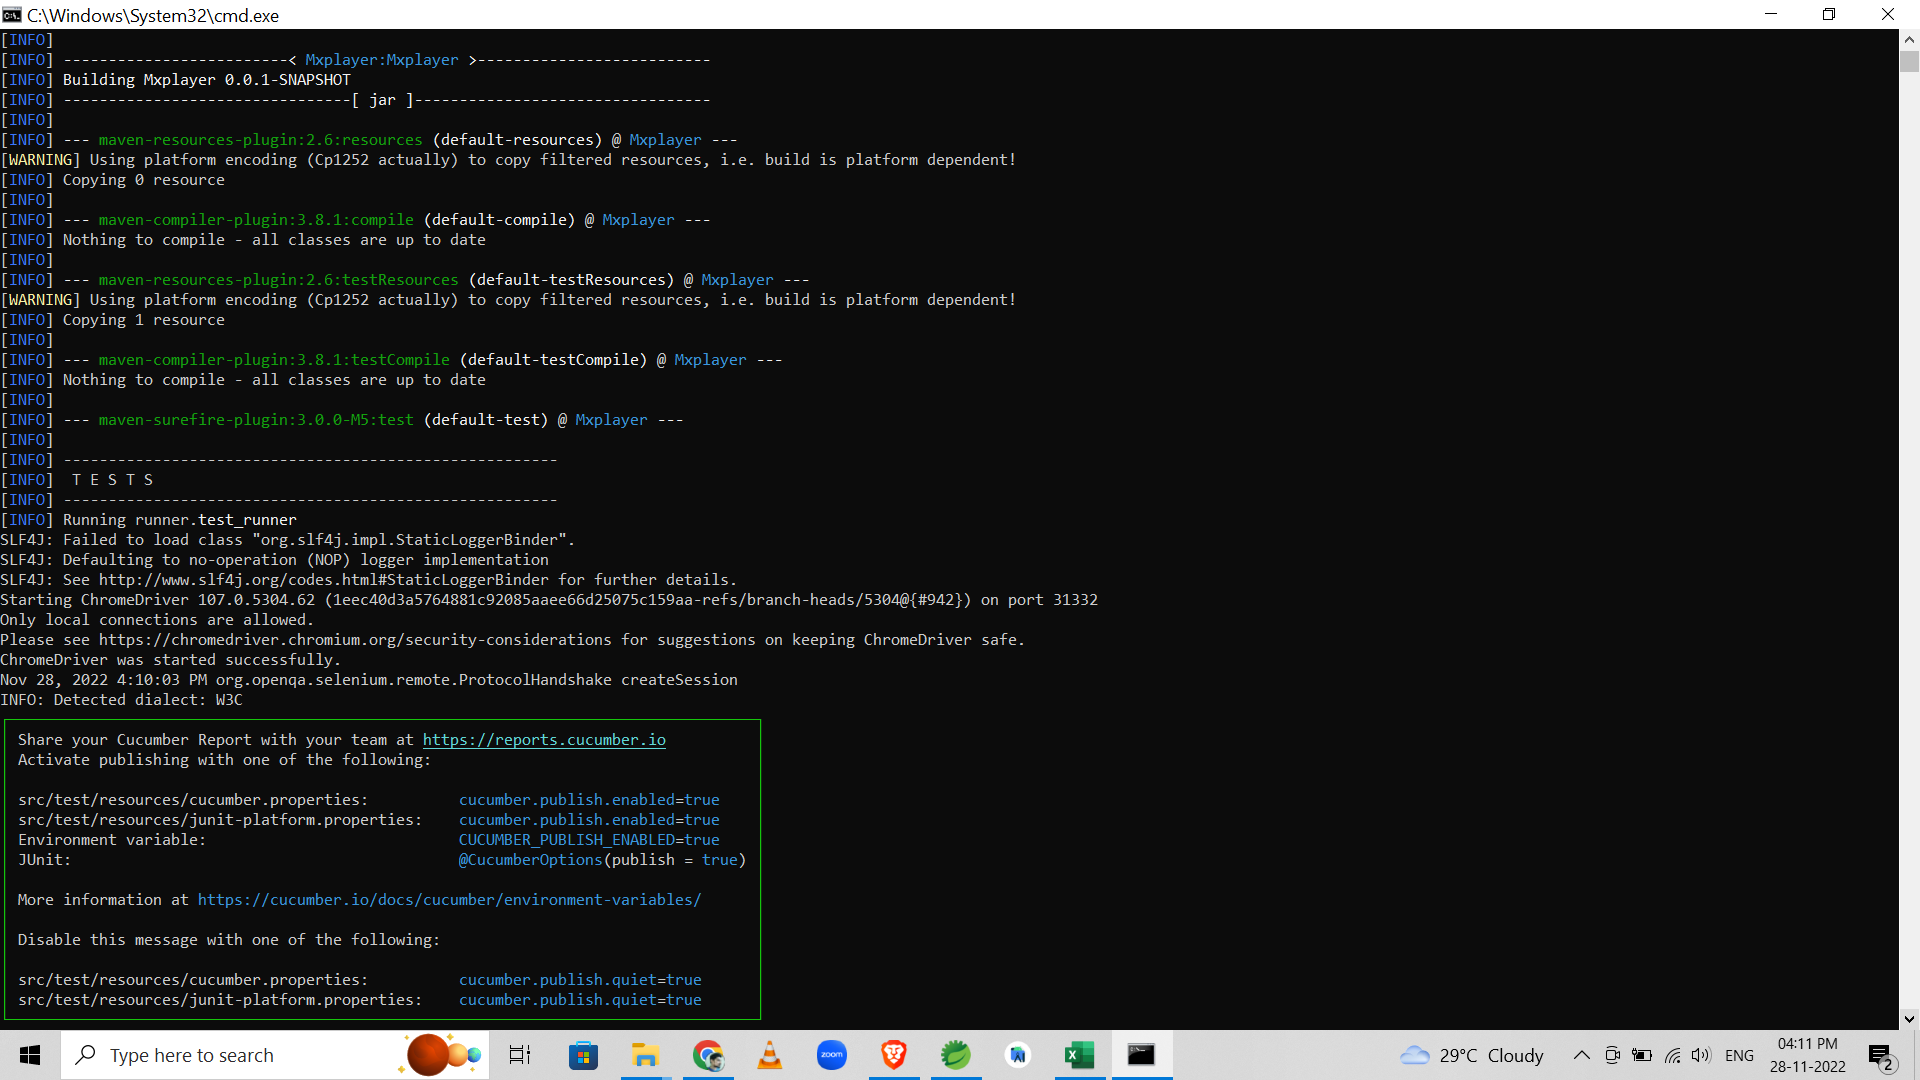 C:\Windows\System32\cmd.exe
[INFO]
[INFO] -------------------------< Mxplayer:Mxplayer >--------------------------
[INFO] Building Mxplayer 0.0.1-SNAPSHOT
[INFO] --------------------------------[ jar ]---------------------------------
[INFO]
[INFO] --- maven-resources-plugin:2.6:resources (default-resources) @ Mxplayer ---
[WARNING] Using platform encoding (Cp1252 actually) to copy filtered resources, i.e. build is platform dependent!
[INFO] Copying 0 resource
[INFO]
[INFO] --- maven-compiler-plugin:3.8.1:compile (default-compile) @ Mxplayer ---
[INFO] Nothing to compile - all classes are up to date
[INFO]
[INFO] --- maven-resources-plugin:2.6:testResources (default-testResources) @ Mxplayer ---
[WARNING] Using platform encoding (Cp1252 actually) to copy filtered resources, i.e. build is platform dependent!
[INFO] Copying 1 resource
[INFO]
[INFO] --- maven-compiler-plugin:3.8.1:testCompile (default-testCompile) @ Mxplayer ---
[INFO] Nothing to compile - all classes are up to date
[INFO]
[INFO] --- maven-surefire-plugin:3.0.0-M5:test (default-test) @ Mxplayer ---
[INFO]
[INFO] -------------------------------------------------------
[INFO]  T E S T S
[INFO] -------------------------------------------------------
[INFO] Running runner.test_runner
SLF4J: Failed to load class "org.slf4j.impl.StaticLoggerBinder".
SLF4J: Defaulting to no-operation (NOP) logger implementation
SLF4J: See http://www.slf4j.org/codes.html#StaticLoggerBinder for further details.
Starting ChromeDriver 107.0.5304.62 (1eec40d3a5764881c92085aaee66d25075c159aa-refs/branch-heads/5304@{#942}) on port 31332
Only local connections are allowed.
Please see https://chromedriver.chromium.org/security-considerations for suggestions on keeping ChromeDriver safe.
ChromeDriver was started successfully.
Nov 28, 2022 4:10:03 PM org.openqa.selenium.remote.ProtocolHandshake createSession
INFO: Detected dialect: W3C
Share your Cucumber Report with your team at https://reports.cucumber.io
Activate publishing with one of the following:
src/test/resources/cucumber.properties: cucumber.publish.enabled=true
src/test/resources/junit-platform.properties: cucumber.publish.enabled=true
Environment variable: CUCUMBER_PUBLISH_ENABLED=true
JUnit: @CucumberOptions(publish = true)
More information at https://cucumber.io/docs/cucumber/environment-variables/
Disable this message with one of the following:
src/test/resources/cucumber.properties: cucumber.publish.quiet=true
src/test/resources/junit-platform.properties: cucumber.publish.quiet=true
Type here to search
zoom
29°C Cloudy
ENG
04:11 PM
28-11-2022
2